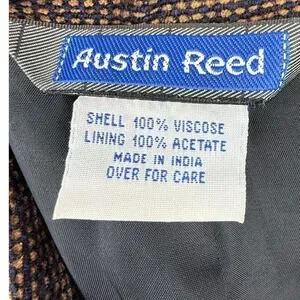 Austin Reed
SHELL 100% VISCOSE
LINING 100% ACETATE
MADE IN INDIA
OVER FOR CARE